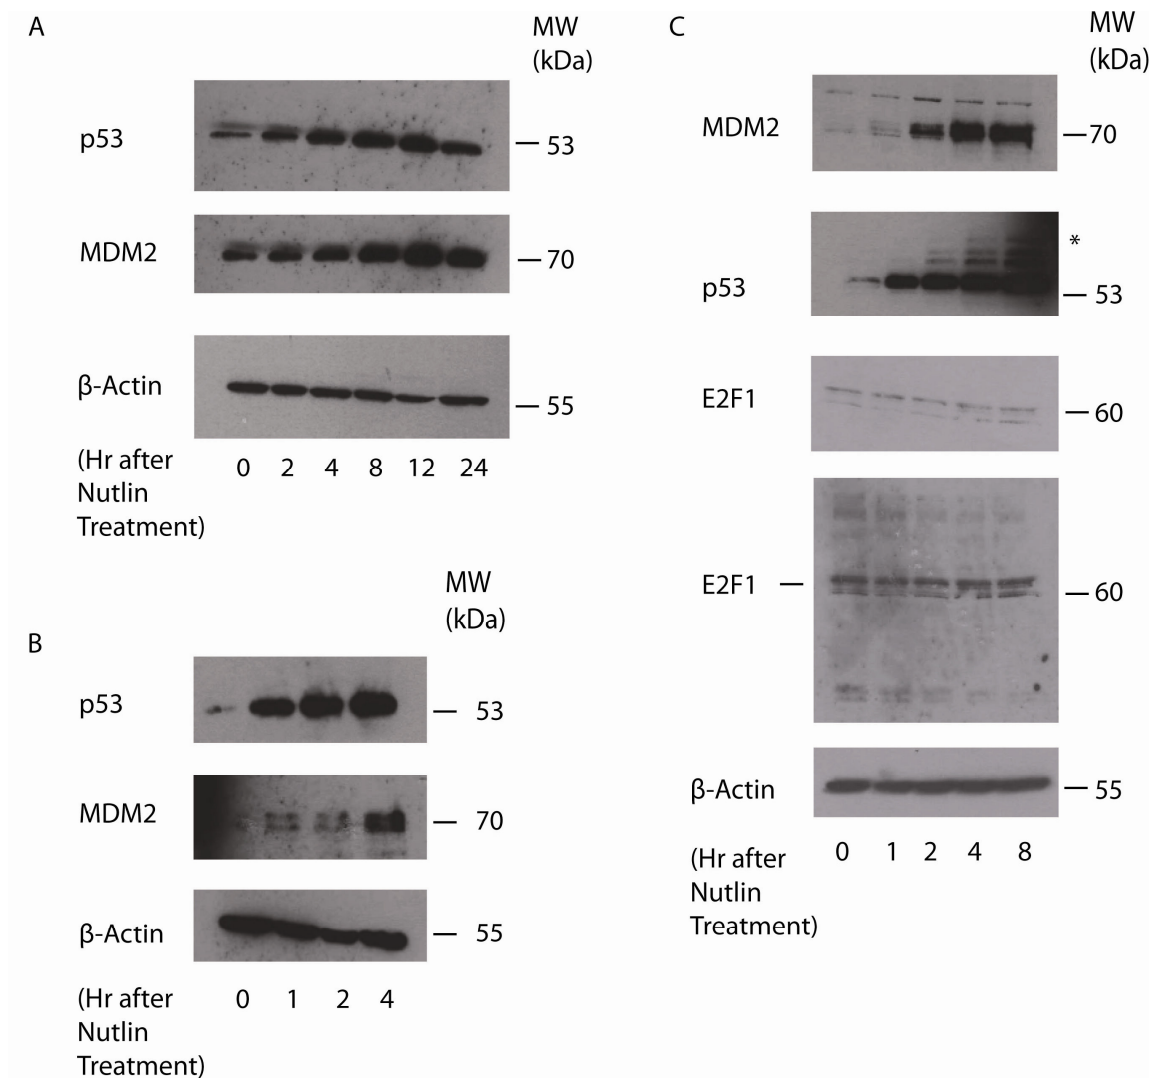 A
MW
(kDa)
p53
53
MDM2
70
β-Actin
55
(Hr after
Nutlin
Treatment)
0 2 4 8 12 24
B
MW
(kDa)
p53
53
MDM2
70
β-Actin
55
(Hr after
Nutlin
Treatment)
0 1 2 4
C
MW
(kDa)
MDM2
70
*
p53
53
E2F1
60
E2F1
60
β-Actin
55
(Hr after
Nutlin
Treatment)
0 1 2 4 8